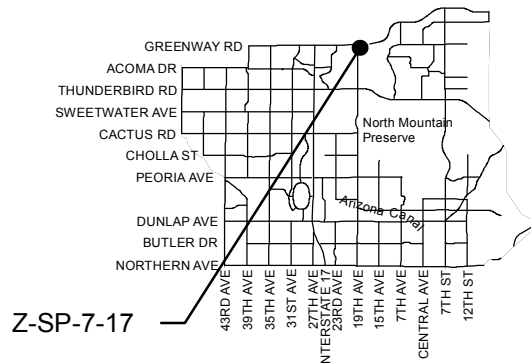 GREENWAY RD
ACOMA DR
THUNDERBIRD RD
SWEETWATER AVE
CACTUS RD
CHOLLA ST
PEORIA AVE
DUNLAP AVE
BUTLER DR
NORTHERN AVE
North Mountain
Preserve
Arizona Canal
43RD AVE
39TH AVE
35TH AVE
31ST AVE
27TH AVE
INTERSTATE 17
23RD AVE
19TH AVE
15TH AVE
7TH AVE
CENTRAL AVE
7TH ST
12TH ST
Z-SP-7-17